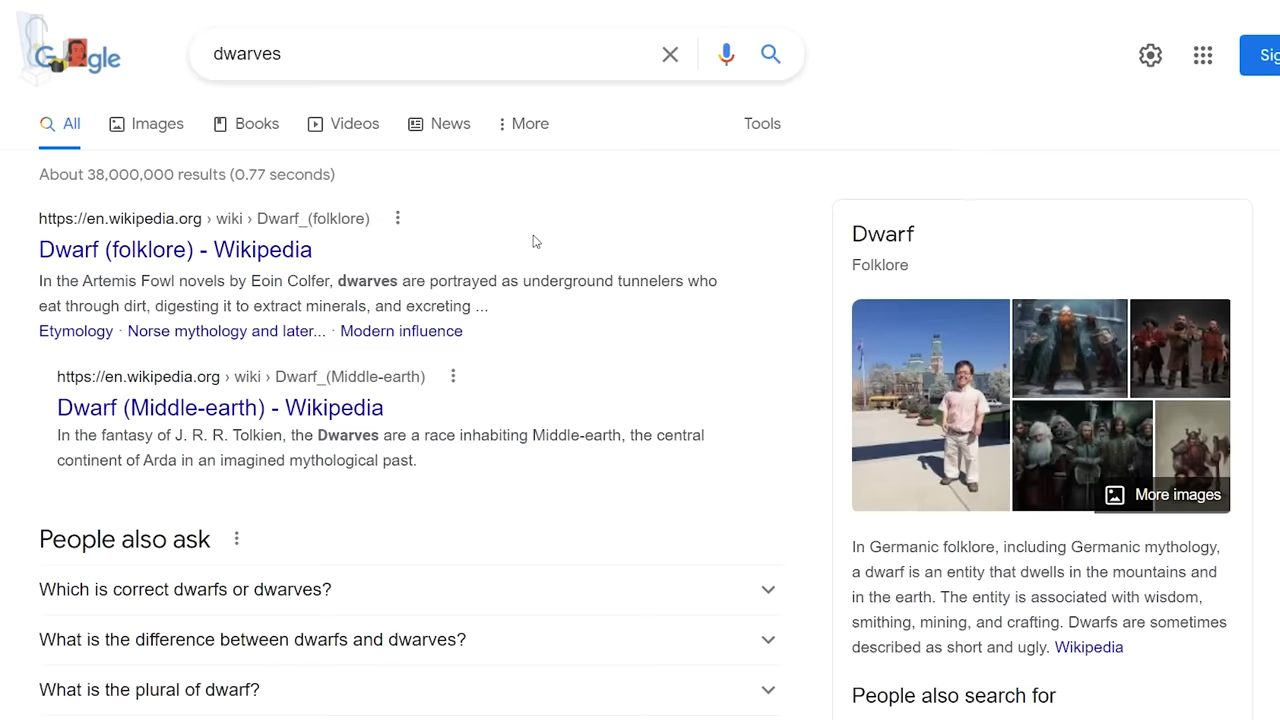 Google
dwarves
Sig
All
Images
Books
Videos
News
More
Tools
About 38,000,000 results (0.77 seconds)
https://en.wikipedia.org › wiki › Dwarf_(folklore)
Dwarf (folklore) - Wikipedia
In the Artemis Fowl novels by Eoin Colfer, dwarves are portrayed as underground tunnelers who
eat through dirt, digesting it to extract minerals, and excreting ...
Etymology · Norse mythology and later... · Modern influence
https://en.wikipedia.org › wiki › Dwarf_(Middle-earth)
Dwarf (Middle-earth) - Wikipedia
In the fantasy of J. R. R. Tolkien, the Dwarves are a race inhabiting Middle-earth, the central
continent of Arda in an imagined mythological past.
People also ask
Which is correct dwarfs or dwarves?
What is the difference between dwarfs and dwarves?
What is the plural of dwarf?
Dwarf
Folklore
More images
In Germanic folklore, including Germanic mythology,
a dwarf is an entity that dwells in the mountains and
in the earth. The entity is associated with wisdom,
smithing, mining, and crafting. Dwarfs are sometimes
described as short and ugly. Wikipedia
People also search for